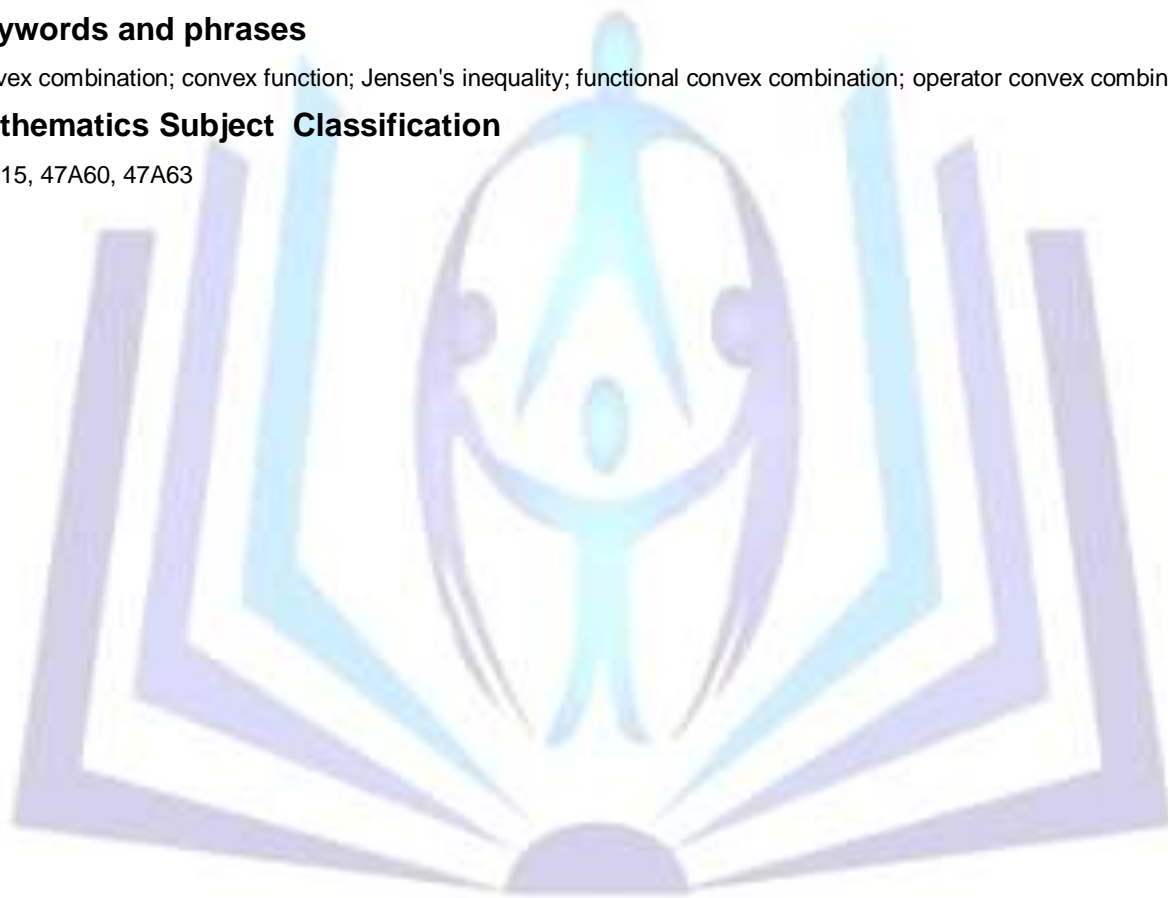 ywords and phrases
vex combination; convex function; Jensen's inequality; functional convex combination; operator convex combin
thematics Subject Classification
15, 47A60, 47A63